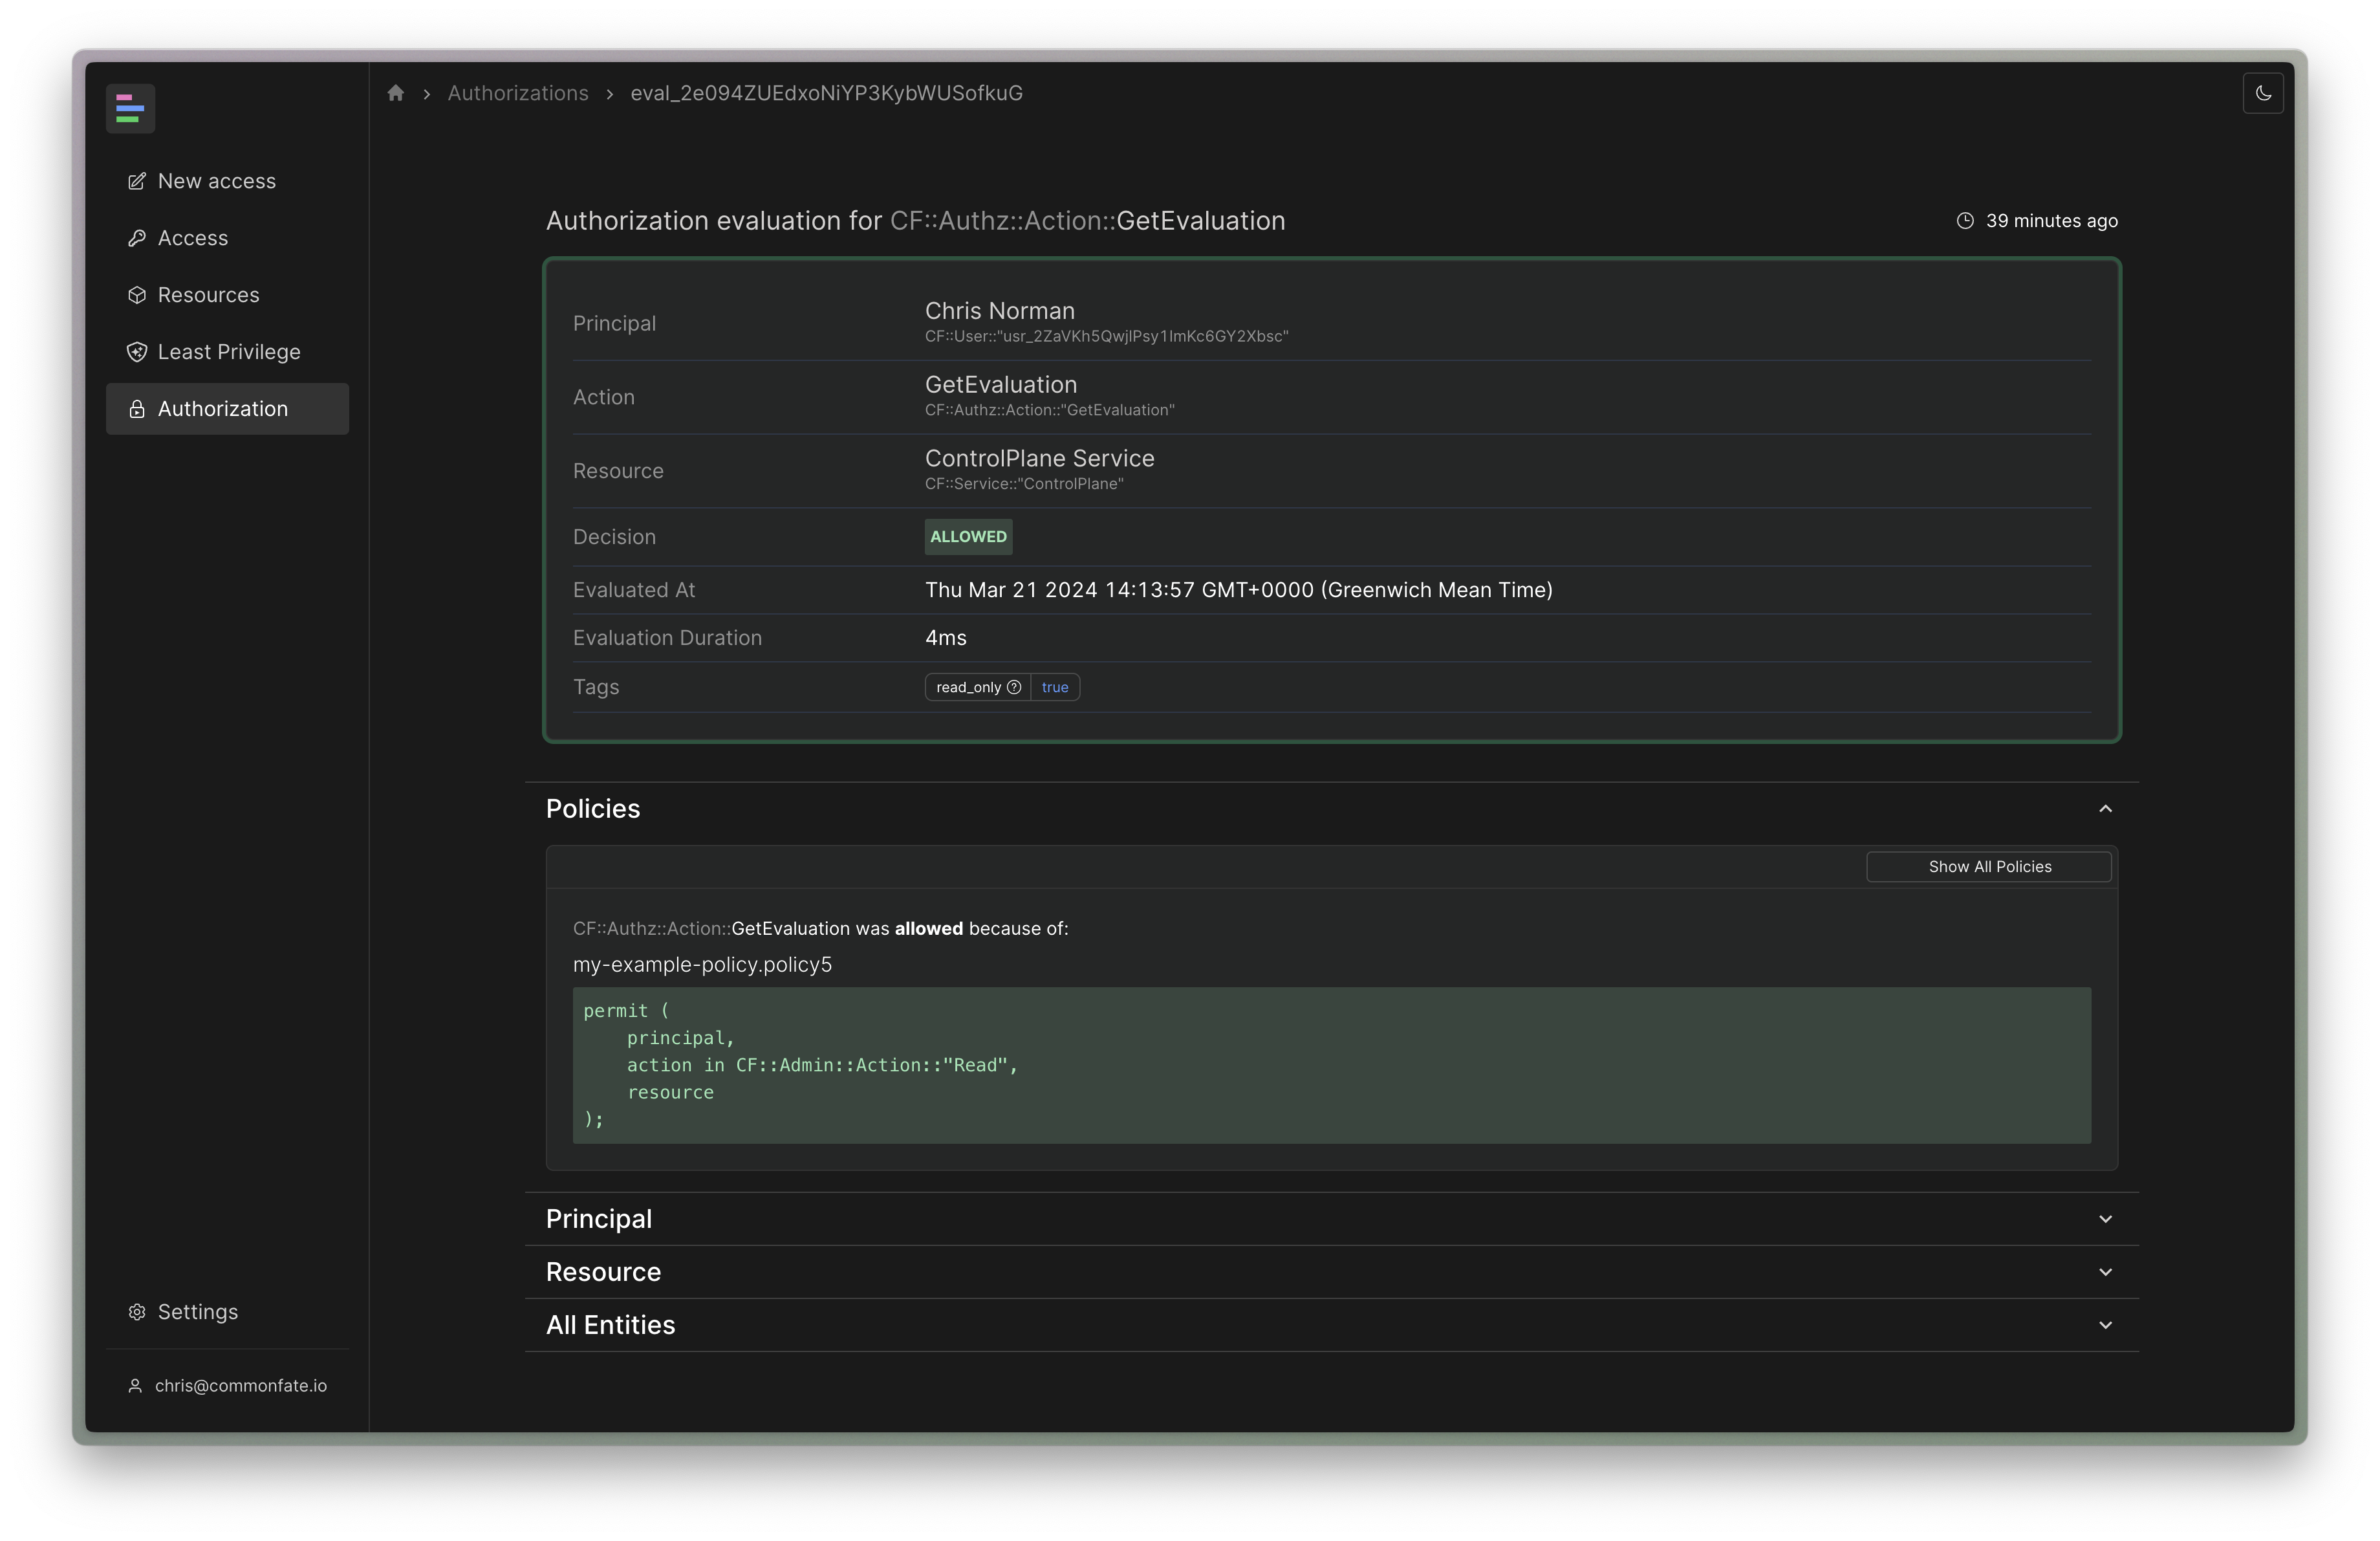 Authorizations
eval_2e094ZUEdxoNiYP3KybWUSofkuG
New access
Access
Resources
Least Privilege
Authorization
Settings
chris@commonfate.io
Authorization evaluation for CF::Authz::Action::GetEvaluation
39 minutes ago
Principal
Chris Norman
CF::User::"usr_2ZaVKh5QwjlPsy1ImKc6GY2Xbsc"
Action
GetEvaluation
CF::Authz::Action::"GetEvaluation"
Resource
ControlPlane Service
CF::Service::"ControlPlane"
Decision
ALLOWED
Evaluated At
Thu Mar 21 2024 14:13:57 GMT+0000 (Greenwich Mean Time)
Evaluation Duration
4ms
Tags
read_only
true
Policies
Show All Policies
CF::Authz::Action::GetEvaluation was allowed because of:
my-example-policy.policy5
permit (
    principal,
    action in CF::Admin::Action::"Read",
    resource
);
Principal
Resource
All Entities